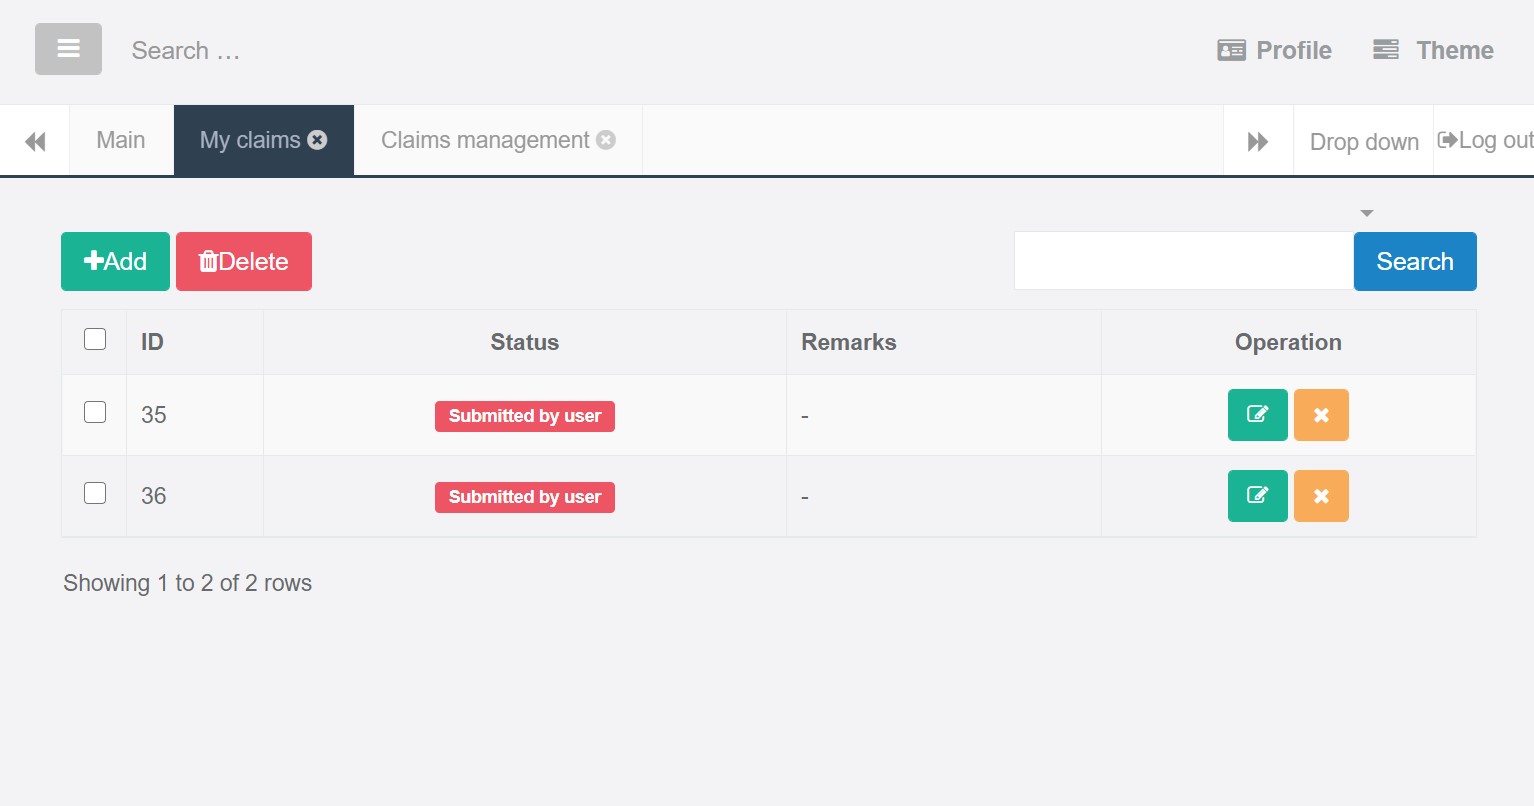 Search …
Profile
Theme
Main
My claims
Claims management
Drop down
Log out
Add
Delete
Search
ID
Status
Remarks
Operation
35
Submitted by user
-
36
Submitted by user
-
Showing 1 to 2 of 2 rows